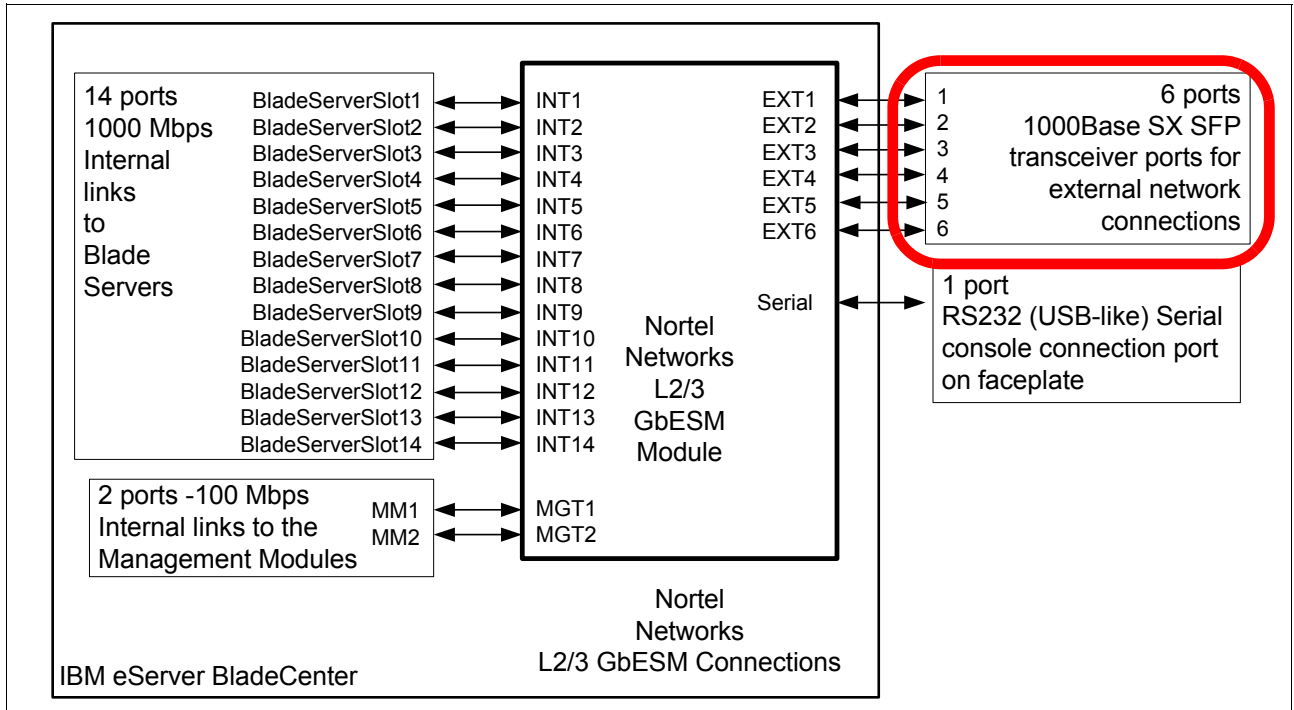 14 ports
1000 Mbps
Internal
links
to
Blade
Servers
BladeServerSlot1
BladeServerSlot2
BladeServerSlot3
BladeServerSlot4
BladeServerSlot5
BladeServerSlot6
BladeServerSlot7
BladeServerSlot8
BladeServerSlot9
BladeServerSlot10
BladeServerSlot11
BladeServerSlot12
BladeServerSlot13
BladeServerSlot14
2 ports -100 Mbps
Internal links to the
Management Modules
MM1
MM2
INT1
INT2
INT3
INT4
INT5
INT6
INT7
INT8
INT9
INT10
INT11
INT12
INT13
INT14
MGT1
MGT2
Nortel
Networks
L2/3
GbESM
Module
EXT1
EXT2
EXT3
EXT4
EXT5
EXT6
Serial
1
2
3
4
5
6
6 ports
1000Base SX SFP
transceiver ports for
external network
connections
1 port
RS232 (USB-like) Serial
console connection port
on faceplate
Nortel
Networks
L2/3 GbESM Connections
IBM eServer BladeCenter